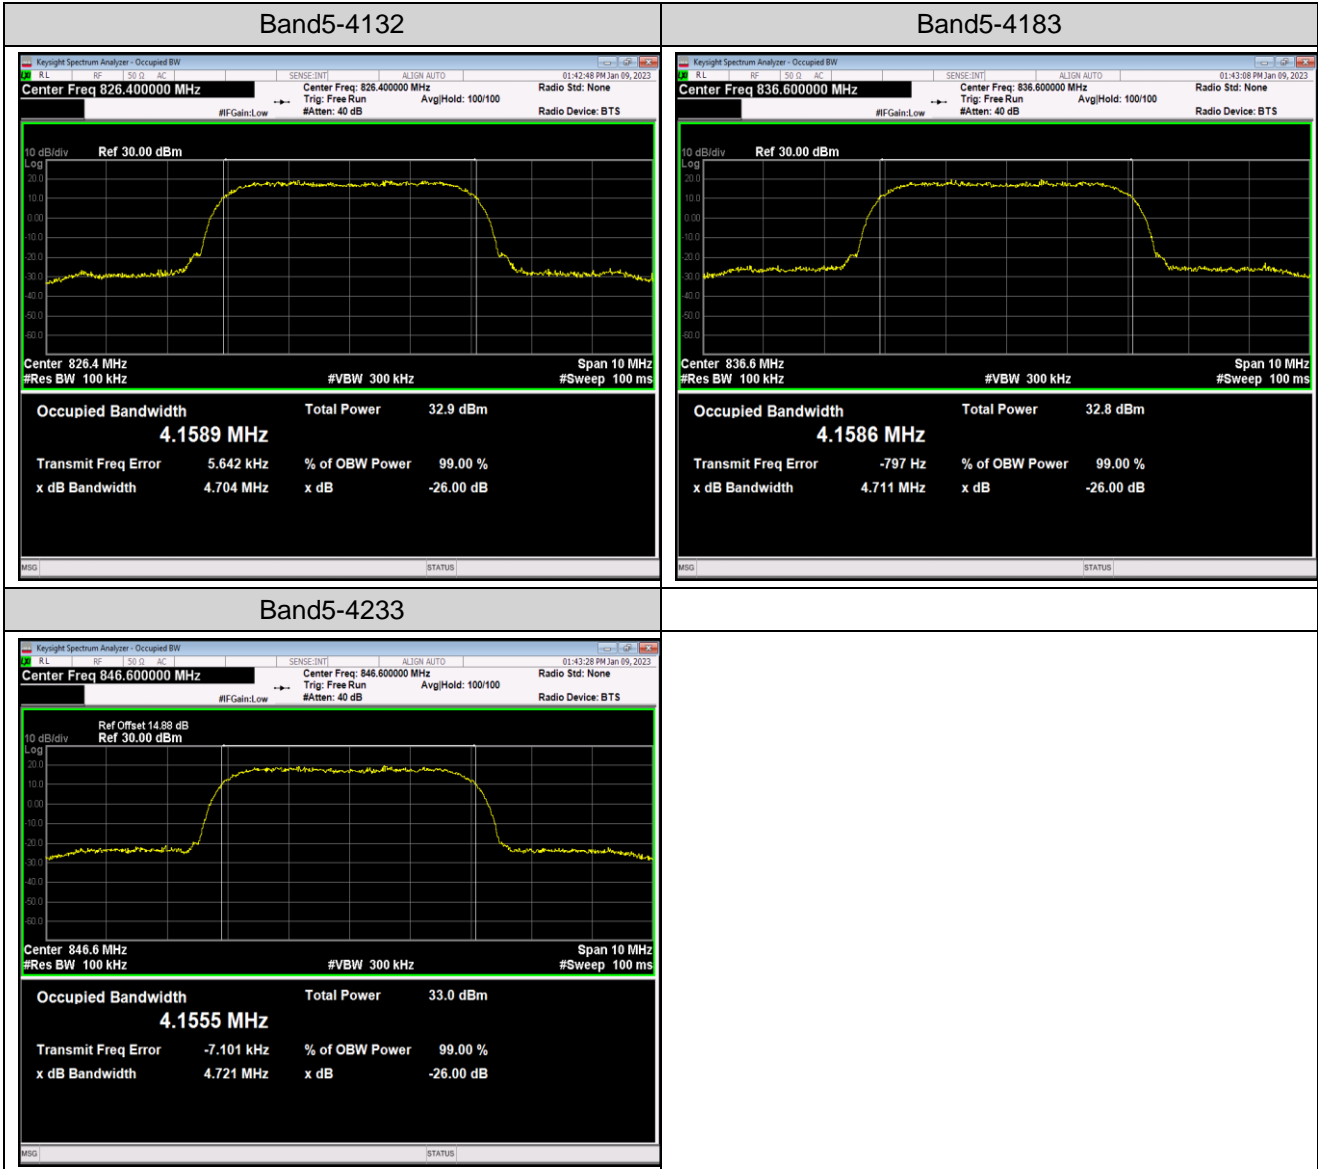 Band5-4132
Keysight Spectrum Analyzer - Occupied BW
RL RF 50 Ω AC SENSE:INT ALIGN AUTO 01:42:48 PM Jan 09, 2023
Center Freq 826.400000 MHz Center Freq: 826.400000 MHz Radio Std: None
Trig: Free Run Avg|Hold: 100/100
#IFGain:Low #Atten: 40 dB Radio Device: BTS
10 dB/div Ref 30.00 dBm
Log
20.0
10.0
0.00
-10.0
-20.0
-30.0
-40.0
-50.0
-60.0
Center 826.4 MHz Span 10 MHz
#Res BW 100 kHz #VBW 300 kHz #Sweep 100 ms
Occupied Bandwidth Total Power 32.9 dBm
4.1589 MHz
Transmit Freq Error 5.642 kHz % of OBW Power 99.00 %
x dB Bandwidth 4.704 MHz x dB -26.00 dB
MSG STATUS
Band5-4183
Keysight Spectrum Analyzer - Occupied BW
RL RF 50 Ω AC SENSE:INT ALIGN AUTO 01:43:08 PM Jan 09, 2023
Center Freq 836.600000 MHz Center Freq: 836.600000 MHz Radio Std: None
Trig: Free Run Avg|Hold: 100/100
#IFGain:Low #Atten: 40 dB Radio Device: BTS
10 dB/div Ref 30.00 dBm
Log
20.0
10.0
0.00
-10.0
-20.0
-30.0
-40.0
-50.0
-60.0
Center 836.6 MHz Span 10 MHz
#Res BW 100 kHz #VBW 300 kHz #Sweep 100 ms
Occupied Bandwidth Total Power 32.8 dBm
4.1586 MHz
Transmit Freq Error -797 Hz % of OBW Power 99.00 %
x dB Bandwidth 4.711 MHz x dB -26.00 dB
MSG STATUS
Band5-4233
Keysight Spectrum Analyzer - Occupied BW
RL RF 50 Ω AC SENSE:INT ALIGN AUTO 01:43:28 PM Jan 09, 2023
Center Freq 846.600000 MHz Center Freq: 846.600000 MHz Radio Std: None
Trig: Free Run Avg|Hold: 100/100
#IFGain:Low #Atten: 40 dB Radio Device: BTS
Ref Offset 14.88 dB
10 dB/div Ref 30.00 dBm
Log
20.0
10.0
0.00
-10.0
-20.0
-30.0
-40.0
-50.0
-60.0
Center 846.6 MHz Span 10 MHz
#Res BW 100 kHz #VBW 300 kHz #Sweep 100 ms
Occupied Bandwidth Total Power 33.0 dBm
4.1555 MHz
Transmit Freq Error -7.101 kHz % of OBW Power 99.00 %
x dB Bandwidth 4.721 MHz x dB -26.00 dB
MSG STATUS